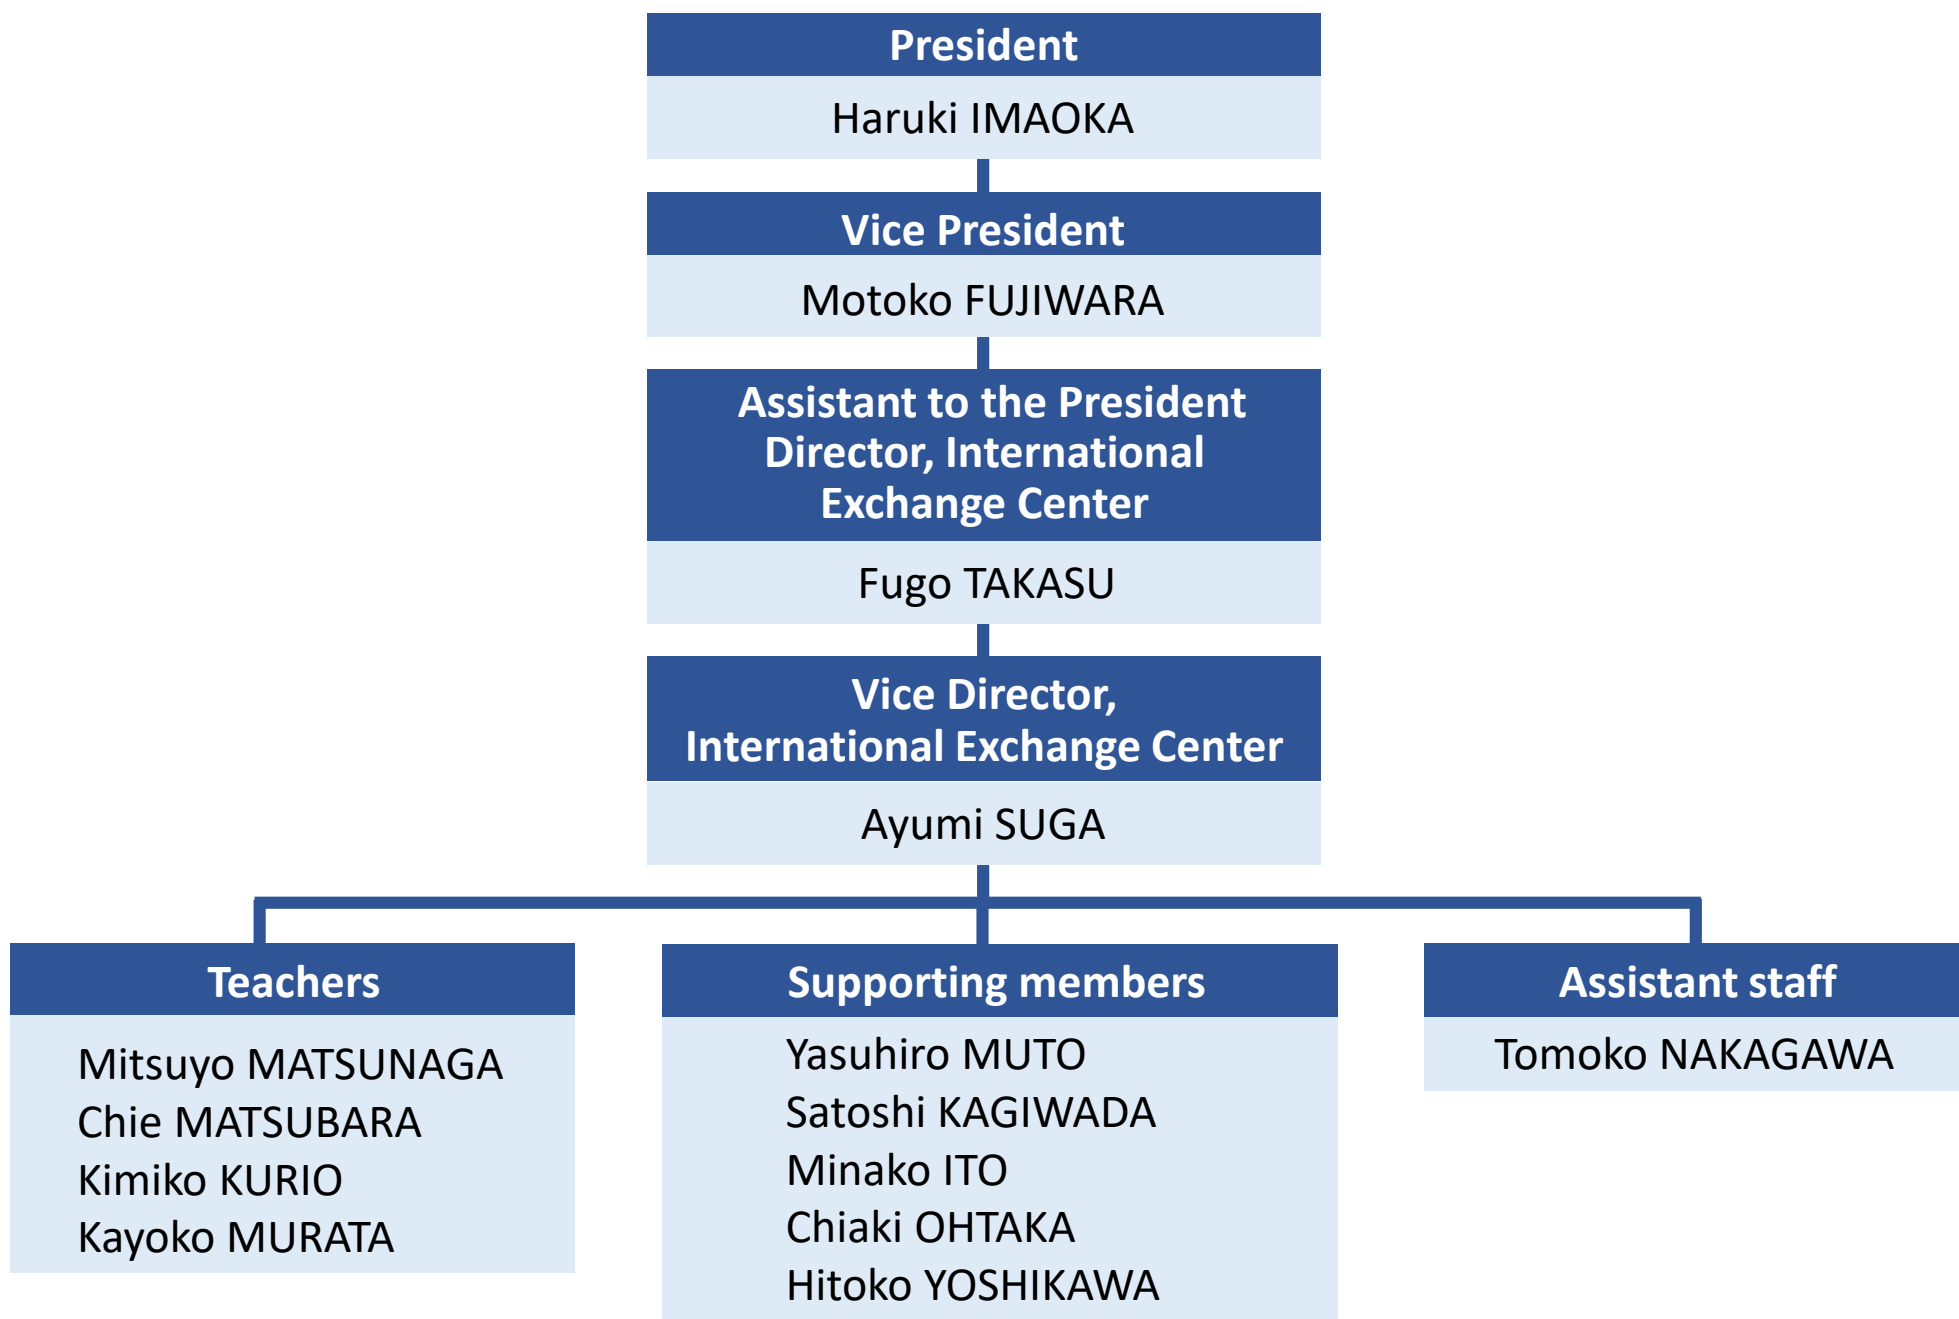 President
Haruki IMAOKA
Vice President
Motoko FUJIWARA
Assistant to the President
Director, International
Exchange Center
Fugo TAKASU
Vice Director,
International Exchange Center
Ayumi SUGA
Teachers
Mitsuyo MATSUNAGA
Chie MATSUBARA
Kimiko KURIO
Kayoko MURATA
Supporting members
Yasuhiro MUTO
Satoshi KAGIWADA
Minako ITO
Chiaki OHTAKA
Hitoko YOSHIKAWA
Assistant staff
Tomoko NAKAGAWA